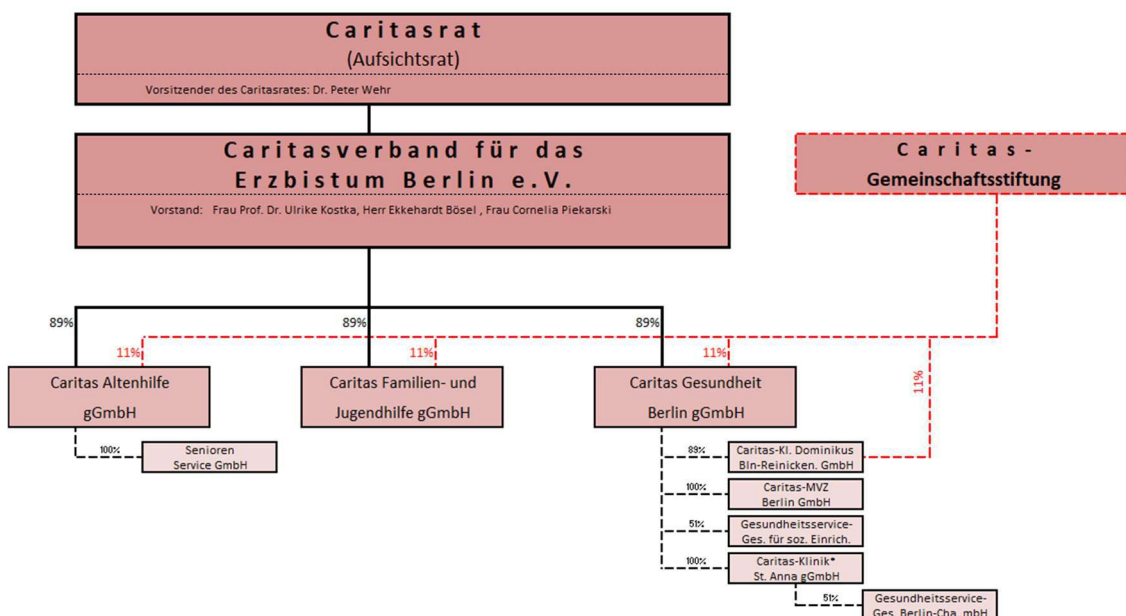 Caritasrat
(Aufsichtsrat)
Vorsitzender des Caritasrates: Dr. Peter Wehr
Caritasverband für das
Erzbistum Berlin e.V.
Vorstand: Frau Prof. Dr. Ulrike Kostka, Herr Ekkehardt Bösel , Frau Cornelia Piekarski
Caritas-
Gemeinschaftsstiftung
89%
89%
89%
11%
11%
11%
11%
Caritas Altenhilfe
gGmbH
Caritas Familien- und
Jugendhilfe gGmbH
Caritas Gesundheit
Berlin gGmbH
100%
Senioren
Service GmbH
89%
Caritas-Kl. Dominikus
Bln-Reinicken. GmbH
100%
Caritas-MVZ
Berlin GmbH
51%
Gesundheitsservice-
Ges. für soz. Einrich.
100%
Caritas-Klinik*
St. Anna gGmbH
51%
Gesundheitsservice-
Ges. Berlin-Cha. mbH